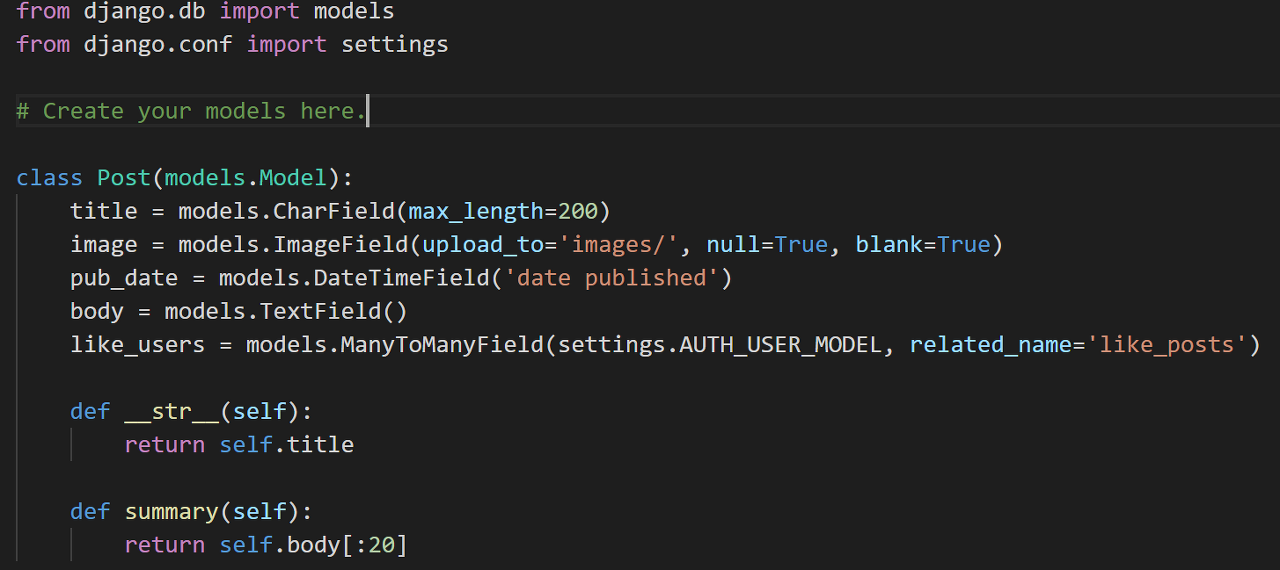 from django.db import models
from django.conf import settings
# Create your models here.
class Post(models.Model):
    title = models.CharField(max_length=200)
    image = models.ImageField(upload_to='images/', null=True, blank=True)
    pub_date = models.DateTimeField('date published')
    body = models.TextField()
    like_users = models.ManyToManyField(settings.AUTH_USER_MODEL, related_name='like_posts')
    def __str__(self):
        return self.title
    def summary(self):
        return self.body[:20]